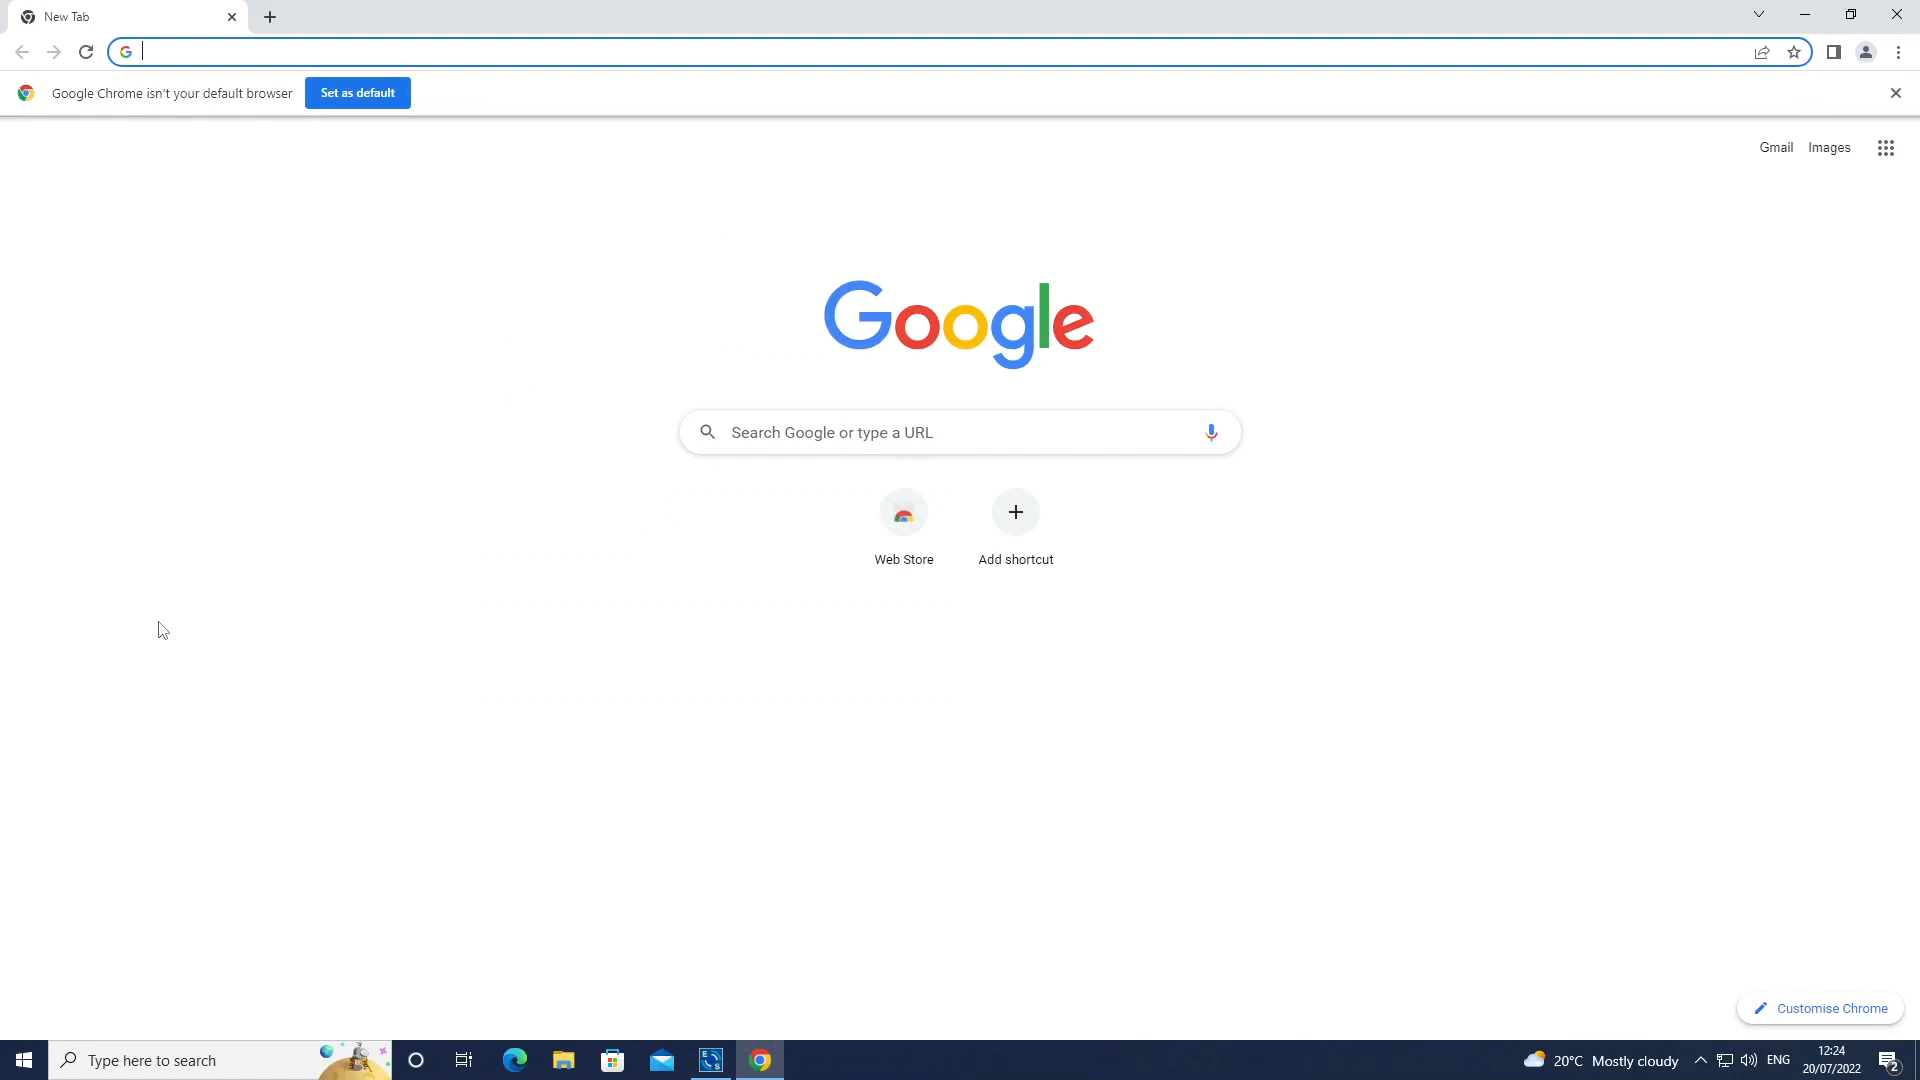 New Tab
Google Chrome isn't your default browser Set as default
Gmail Images
Google
Search Google or type a URL
Web Store Add shortcut
Customise Chrome
Type here to search
E
S
20°C Mostly cloudy
ENG
12:24
20/07/2022
2